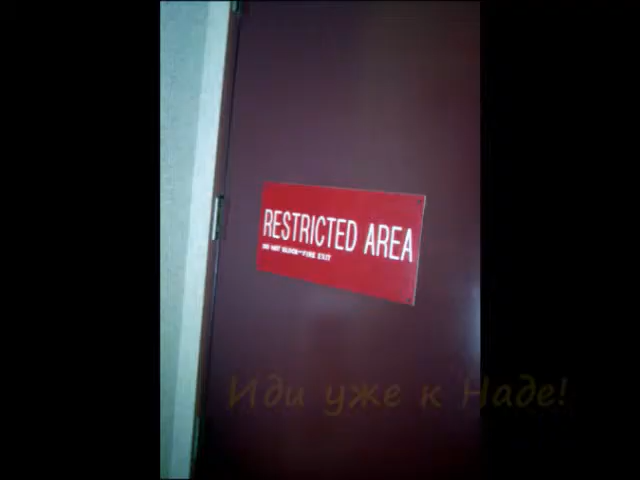 RESTRICTED AREA
DO NOT BLOCK-FIRE EXIT
Иди уже к Наде!